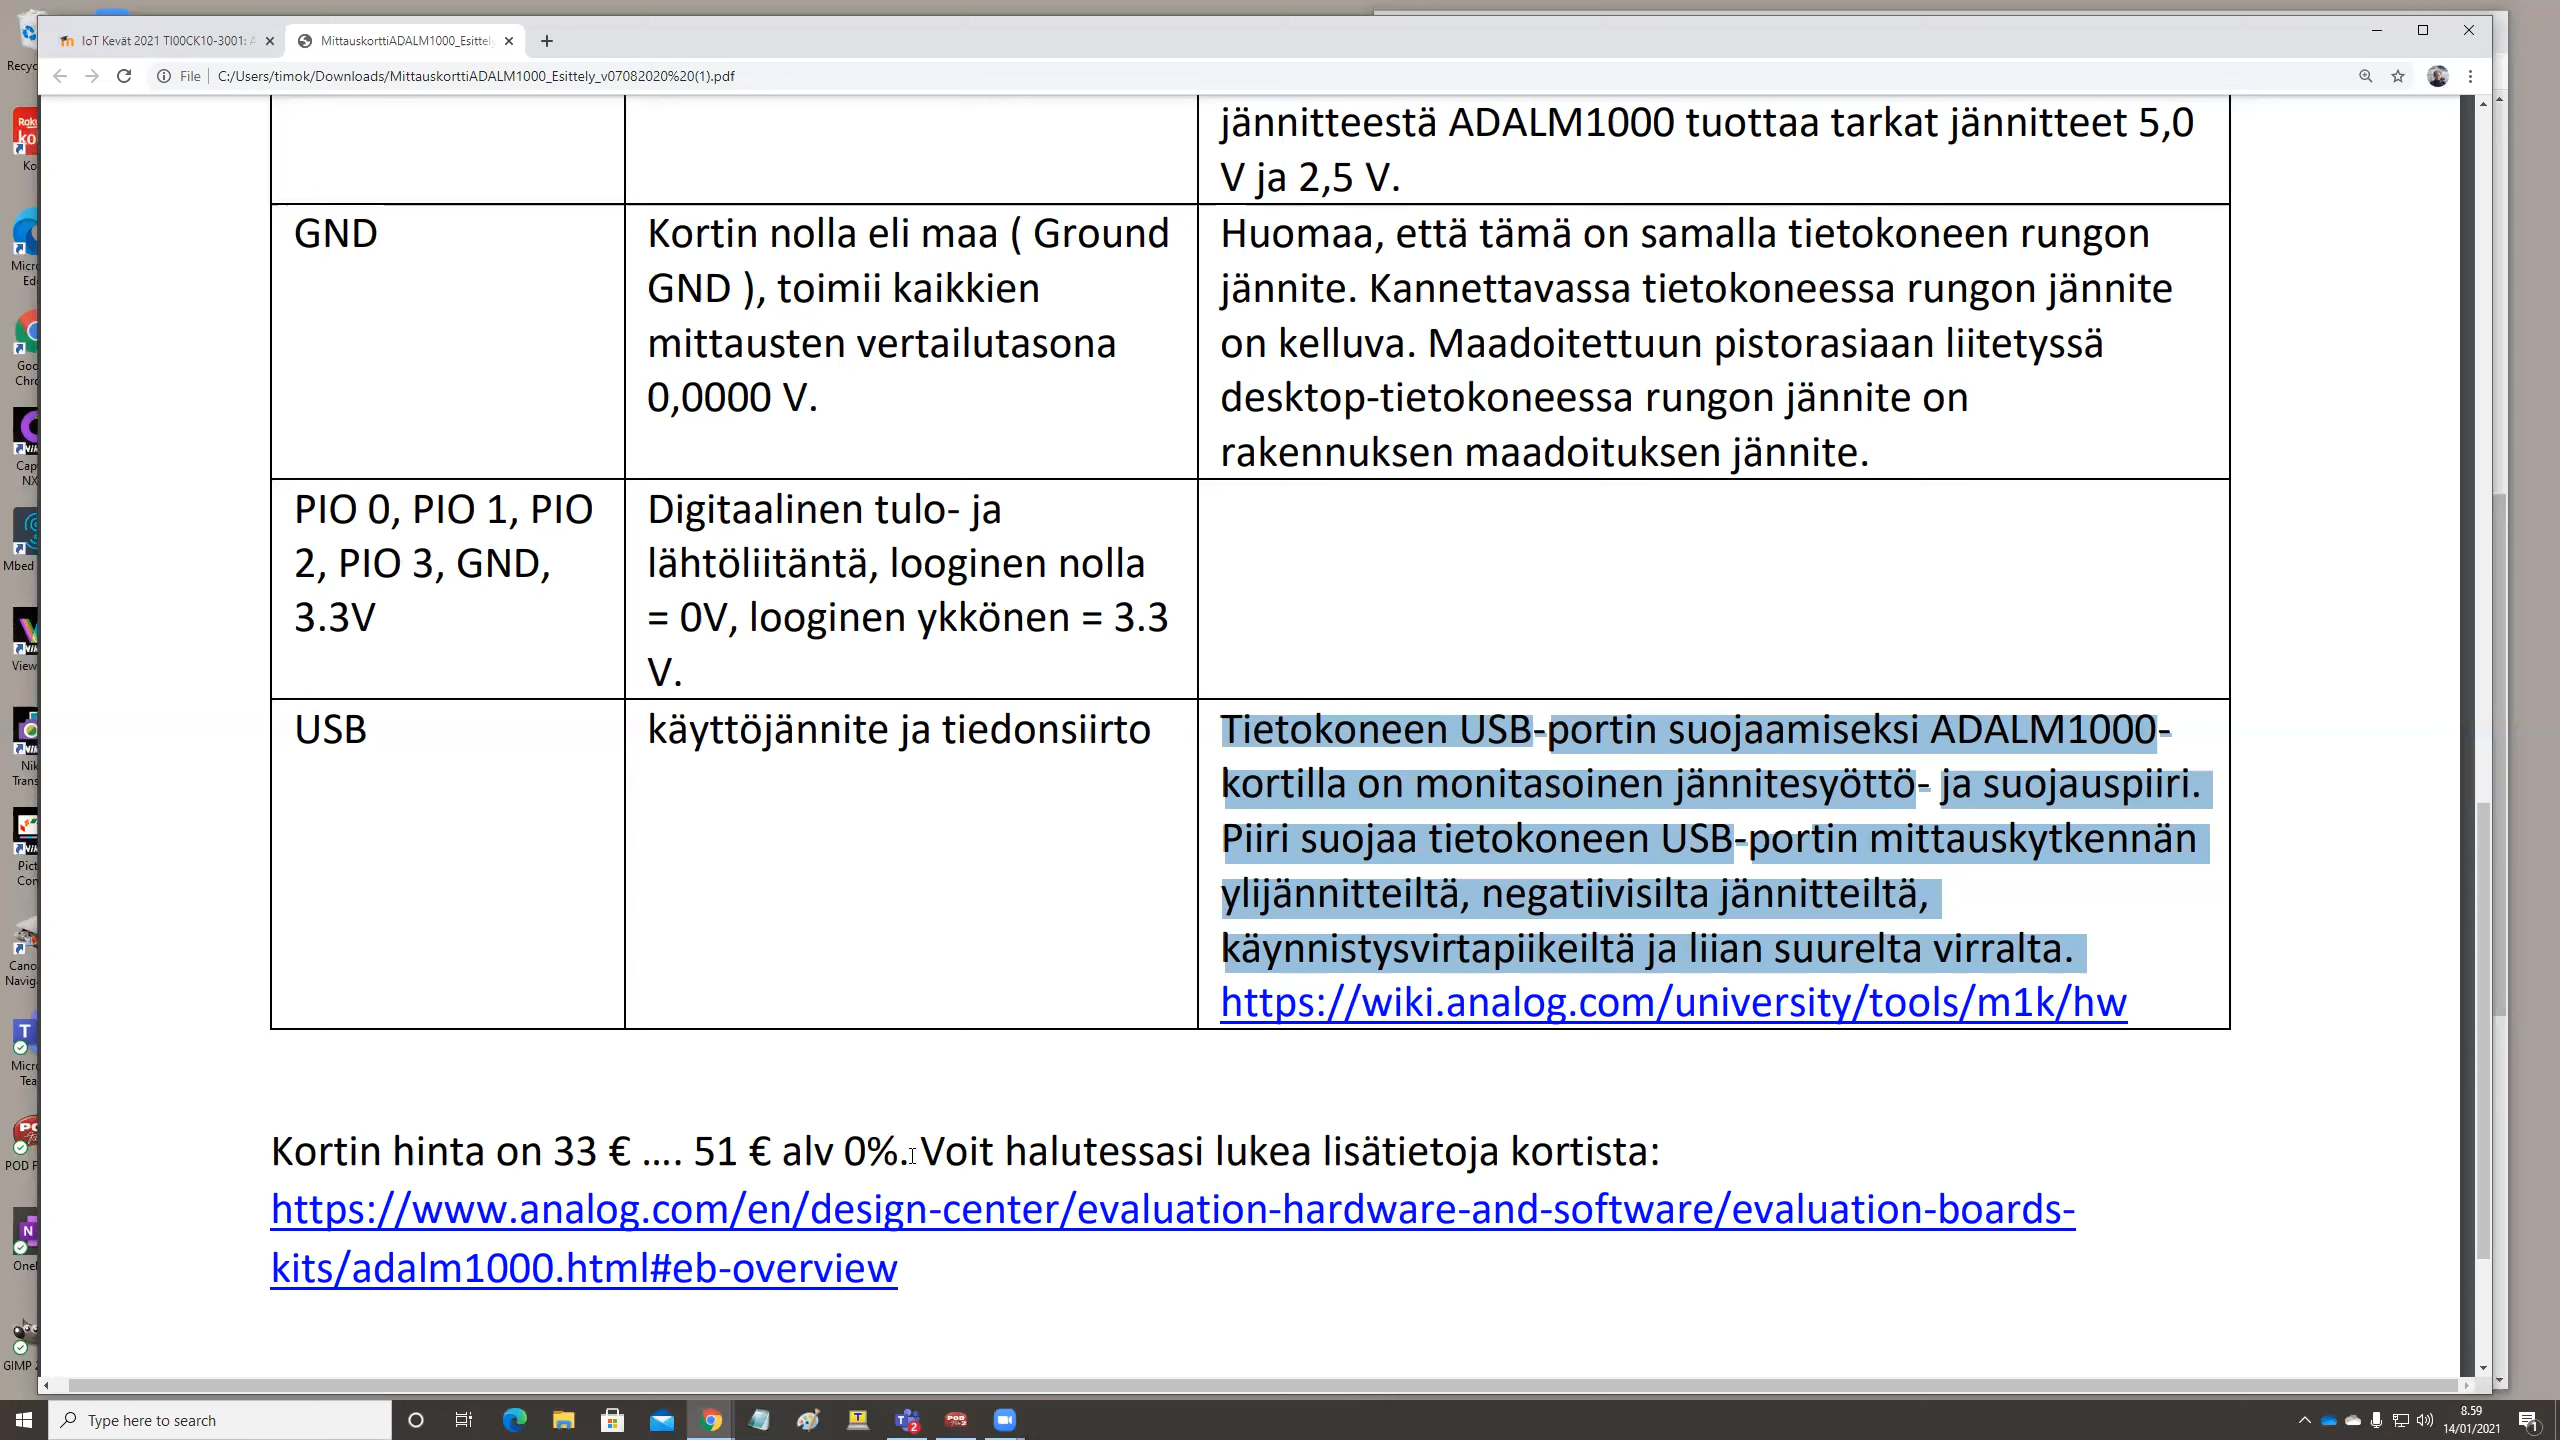 IoT Kevät 2021 TI00CK10-3001: A
MittauskorttiADALM1000_Esittely
File
C:/Users/timok/Downloads/MittauskorttiADALM1000_Esittely_v07082020%20(1).pdf
jännitteestä ADALM1000 tuottaa tarkat jännitteet 5,0
V ja 2,5 V.
GND
Kortin nolla eli maa ( Ground
GND ), toimii kaikkien
mittausten vertailutasona
0,0000 V.
Huomaa, että tämä on samalla tietokoneen rungon
jännite. Kannettavassa tietokoneessa rungon jännite
on kelluva. Maadoitettuun pistorasiaan liitetyssä
desktop-tietokoneessa rungon jännite on
rakennuksen maadoituksen jännite.
PIO 0, PIO 1, PIO
2, PIO 3, GND,
3.3V
Digitaalinen tulo- ja
lähtöliitäntä, looginen nolla
= 0V, looginen ykkönen = 3.3
V.
USB
käyttöjännite ja tiedonsiirto
Tietokoneen USB-portin suojaamiseksi ADALM1000-
kortilla on monitasoinen jännitesyöttö- ja suojauspiiri.
Piiri suojaa tietokoneen USB-portin mittauskytkennän
ylijännitteiltä, negatiivisilta jännitteiltä,
käynnistysvirtapiikeiltä ja liian suurelta virralta.
https://wiki.analog.com/university/tools/m1k/hw
Kortin hinta on 33 € .... 51 € alv 0%. Voit halutessasi lukea lisätietoja kortista:
https://www.analog.com/en/design-center/evaluation-hardware-and-software/evaluation-boards-
kits/adalm1000.html#eb-overview
Type here to search
8.59
14/01/2021